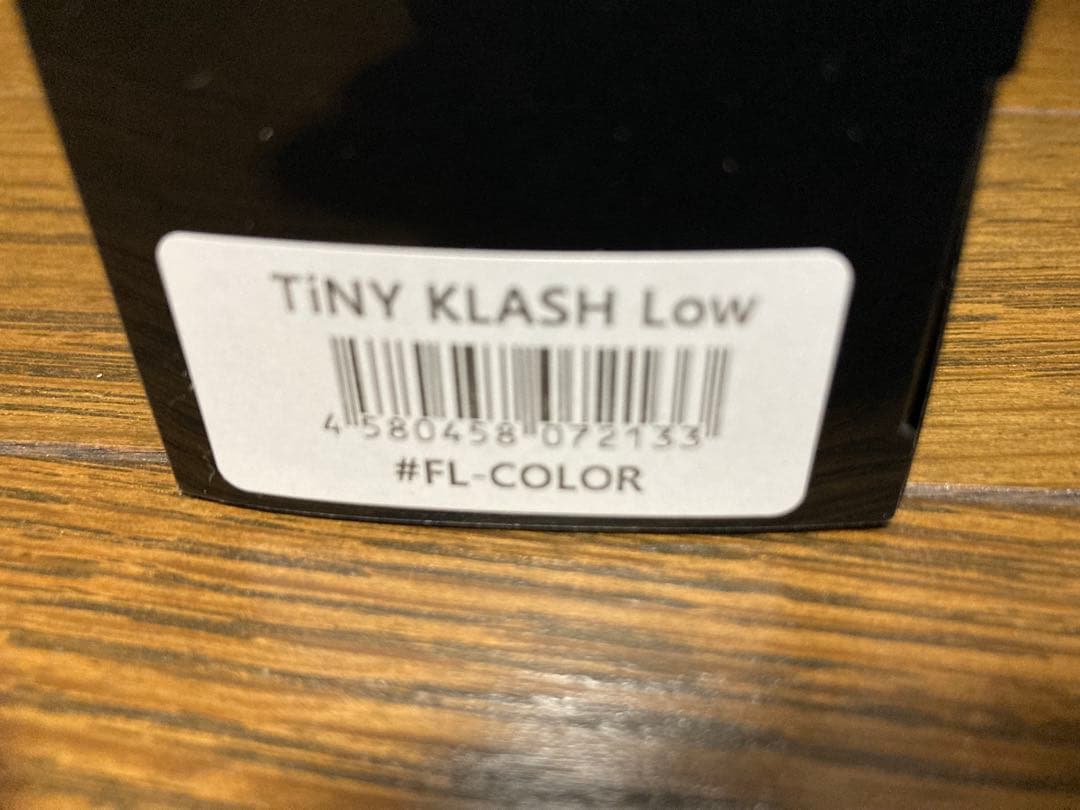 TiNY KLASH Low
4 580458 072133
#FL-COLOR